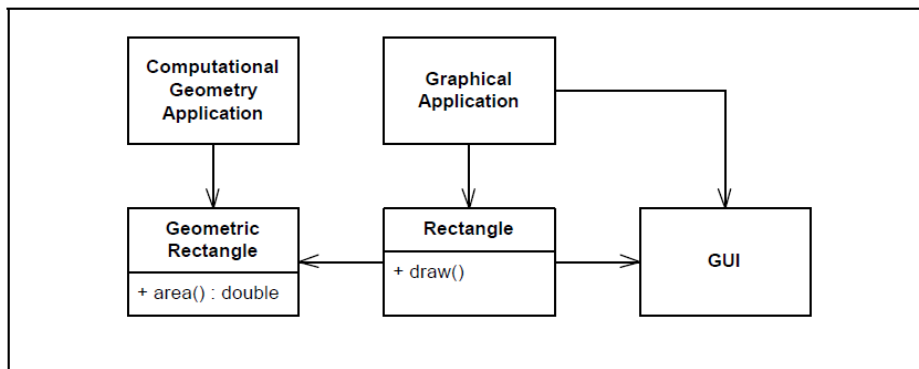 Computational
Geometry
Application
Graphical
Application
Geometric
Rectangle
+ area() : double
Rectangle
+ draw()
GUI